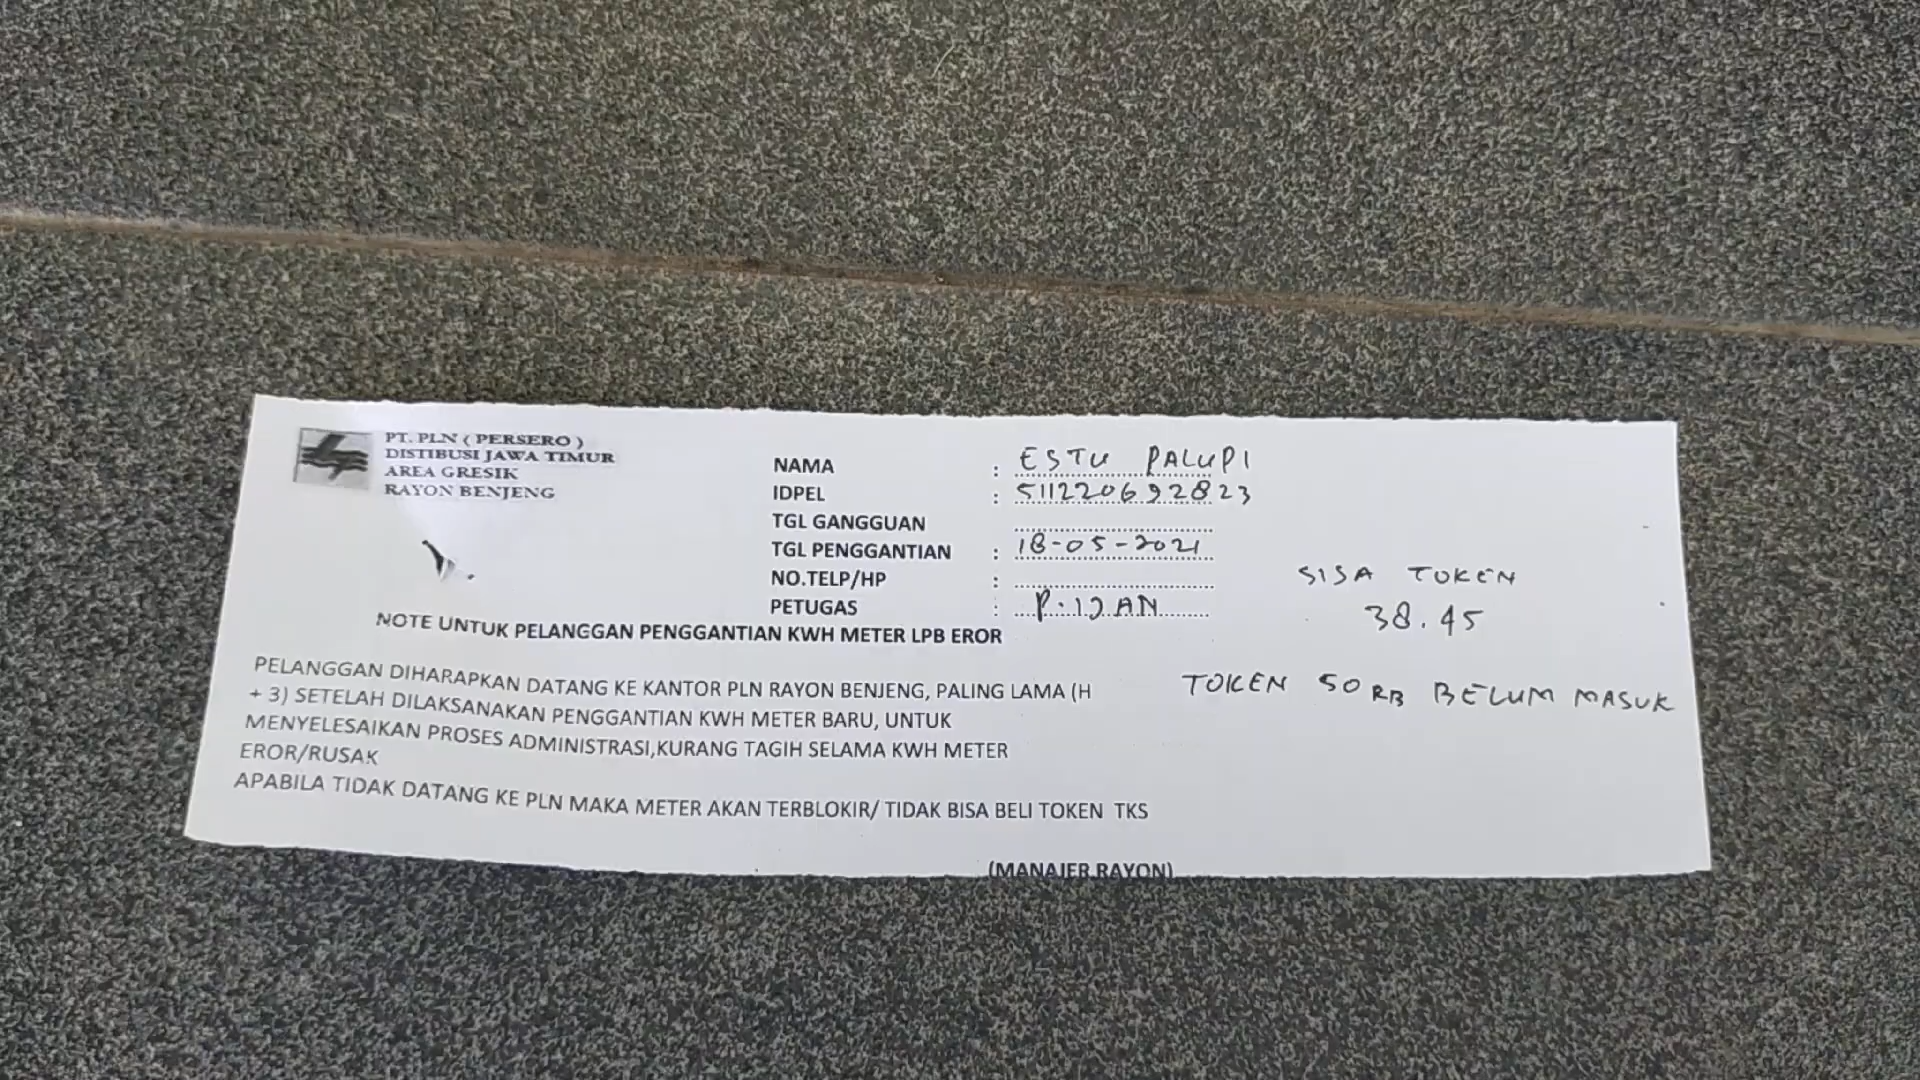 PT. PLN ( PERSERO )
DISTIBUSI JAWA TIMUR
AREA GRESIK
RAYON BENJENG
NAMA : ESTU PALUPI
IDPEL : 511220692823
TGL GANGGUAN
TGL PENGGANTIAN : 18-05-2021
NO.TELP/HP :
PETUGAS : P. IJAN
NOTE UNTUK PELANGGAN PENGGANTIAN KWH METER LPB EROR
PELANGGAN DIHARAPKAN DATANG KE KANTOR PLN RAYON BENJENG, PALING LAMA (H
+ 3) SETELAH DILAKSANAKAN PENGGANTIAN KWH METER BARU, UNTUK
MENYELESAIKAN PROSES ADMINISTRASI,KURANG TAGIH SELAMA KWH METER
EROR/RUSAK
APABILA TIDAK DATANG KE PLN MAKA METER AKAN TERBLOKIR/ TIDAK BISA BELI TOKEN TKS
(MANAJER RAYON)
SISA TOKEN
38.45
TOKEN 50 RB BELUM MASUK